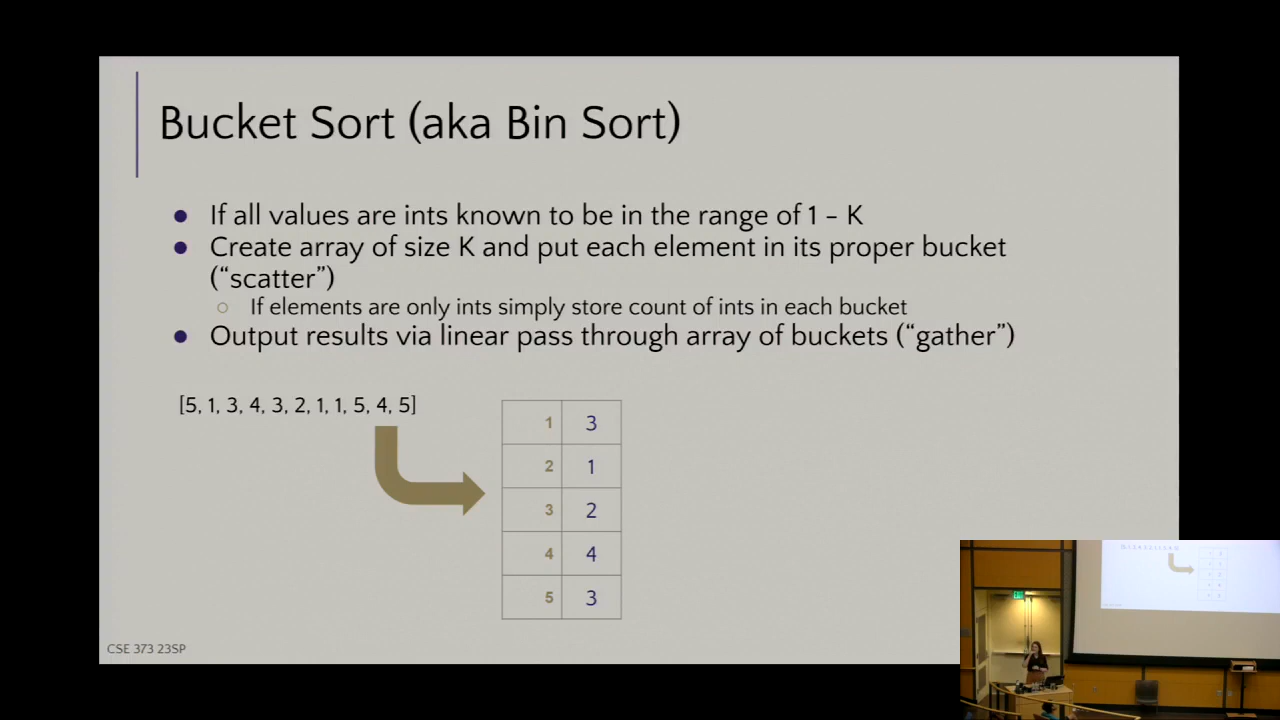 Bucket Sort (aka Bin Sort)
● If all values are ints known to be in the range of 1 - K
● Create array of size K and put each element in its proper bucket
(“scatter”)
○ If elements are only ints simply store count of ints in each bucket
● Output results via linear pass through array of buckets (“gather”)
[5, 1, 3, 4, 3, 2, 1, 1, 5, 4, 5]
1 3
2 1
3 2
4 4
5 3
CSE 373 23SP